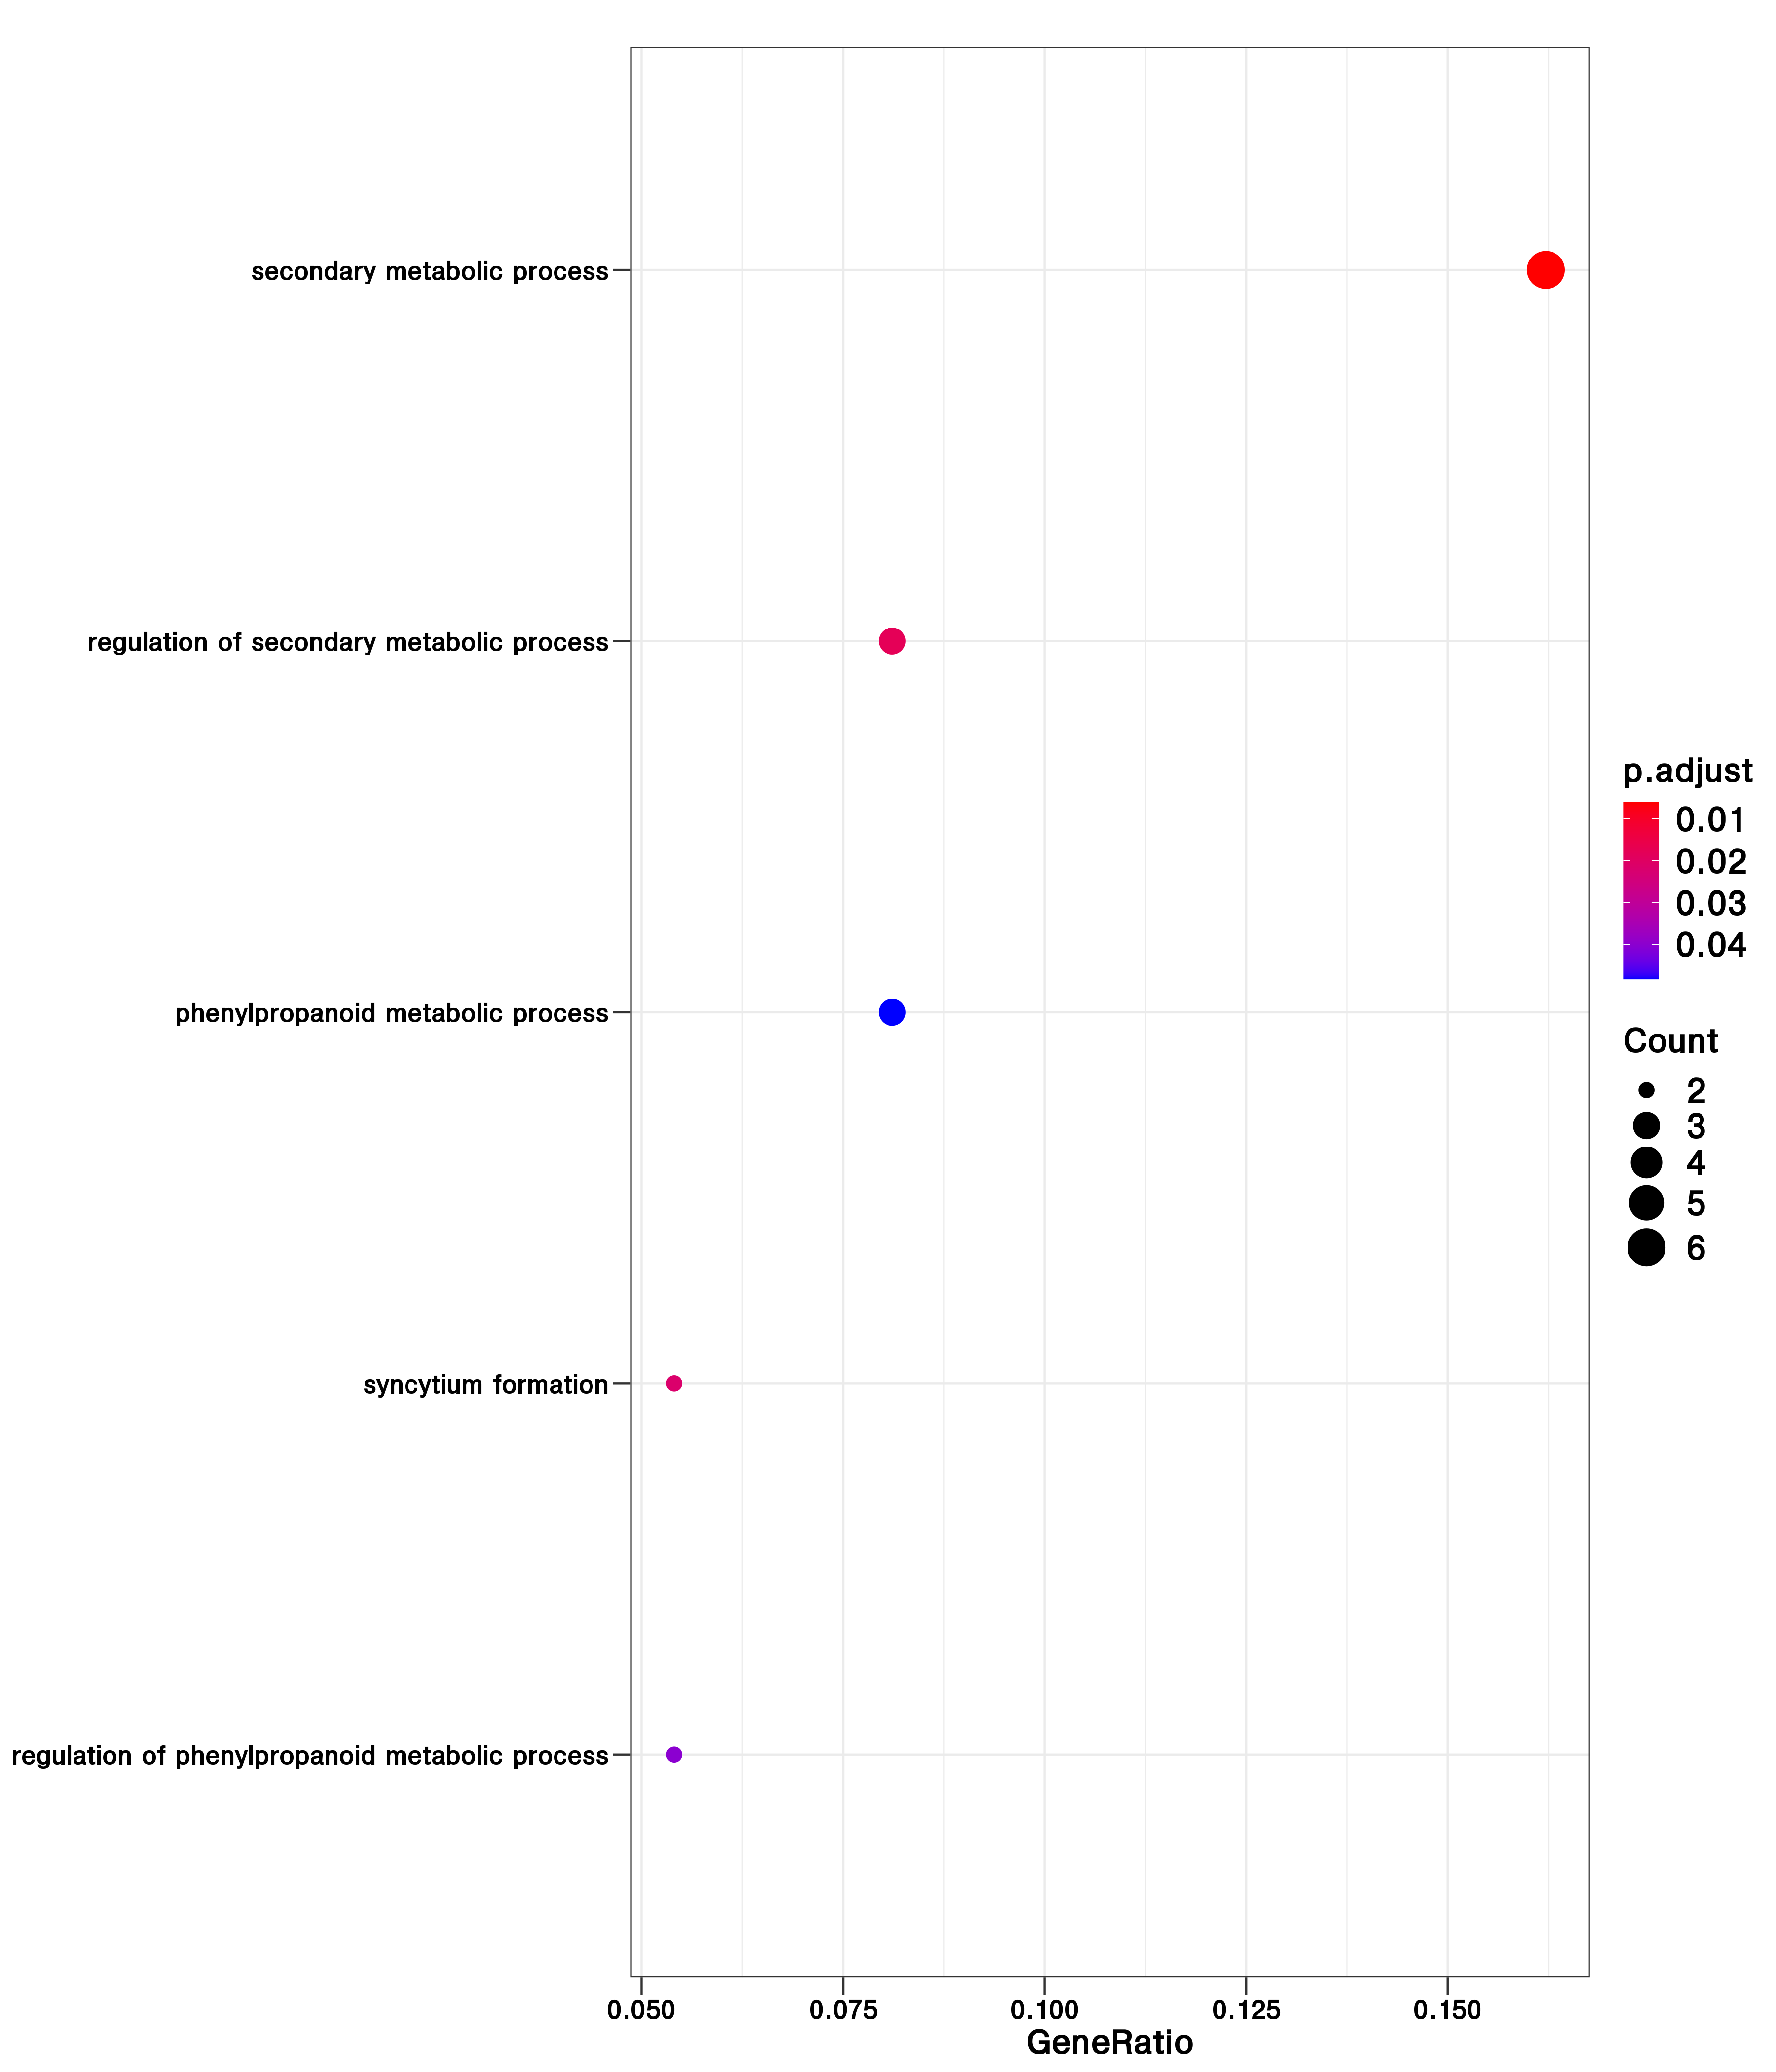 secondary metabolic process
regulation of secondary metabolic process
phenylpropanoid metabolic process
syncytium formation
regulation of phenylpropanoid metabolic process
0.050 0.075 0.100 0.125 0.150
GeneRatio
p.adjust
0.01
0.02
0.03
0.04
Count
2
3
4
5
6